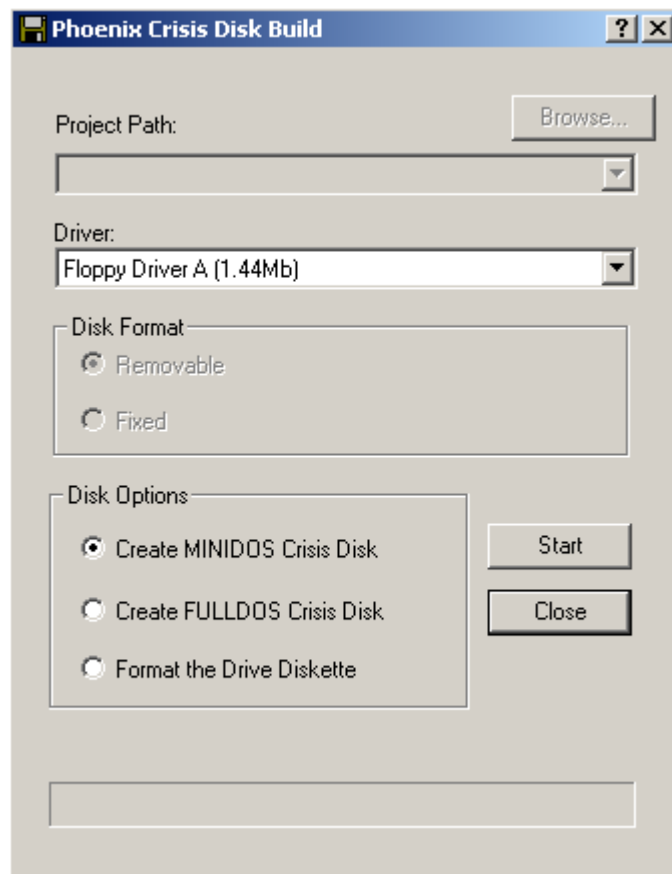 Phoenix Crisis Disk Build
Browse...
Project Path:
Driver:
Floppy Driver A (1.44Mb)
Disk Format
Removable
Fixed
Disk Options
Create MINIDOS Crisis Disk
Start
Create FULLDOS Crisis Disk
Close
Format the Drive Diskette